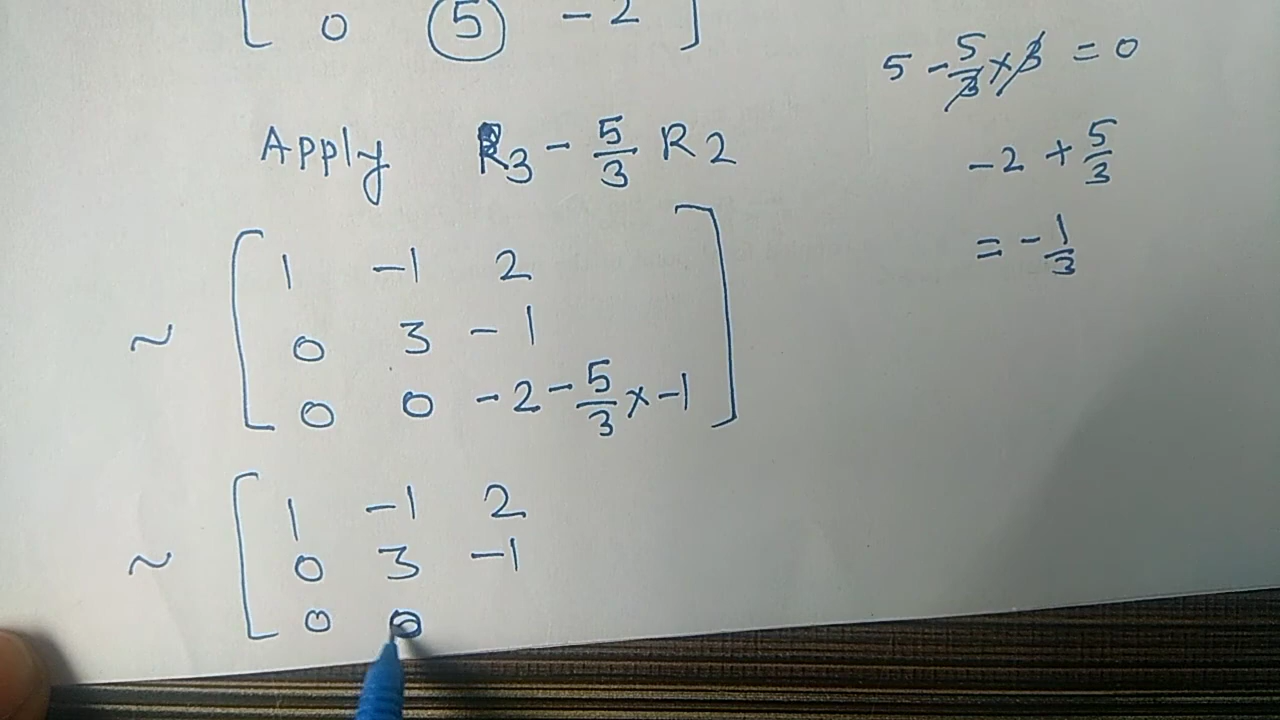 0 5 -2
5 - 5/3 × 3 = 0
Apply R3 - 5/3 R2
-2 + 5/3
= -1/3
1 -1 2
~ 0 3 -1
0 0 -2 - 5/3 × -1
1 -1 2
~ 0 3 -1
0 0